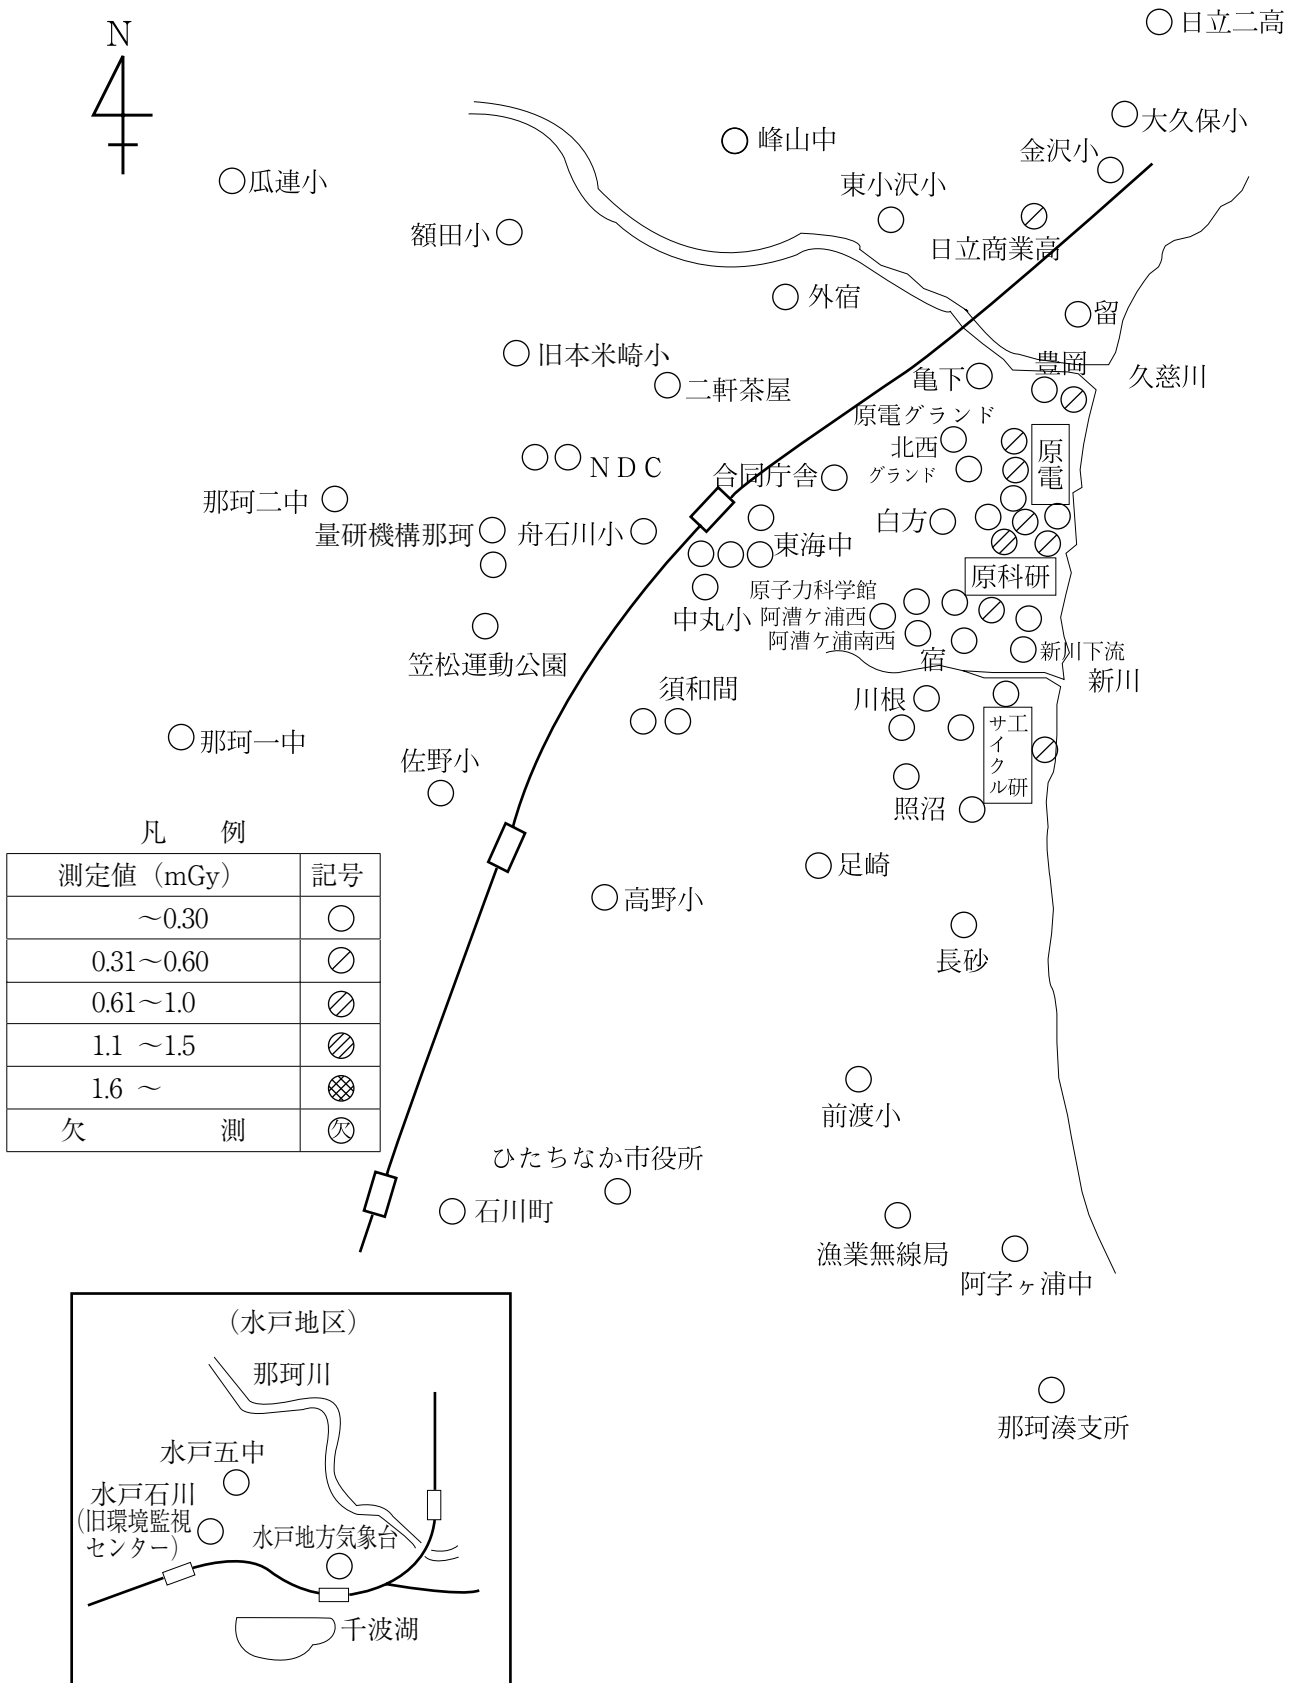 N
日立二高
大久保小
峰山中
金沢小
瓜連小
東小沢小
額田小
日立商業高
外宿
留
旧本米崎小
豊岡
久慈川
亀下
二軒茶屋
原電グランド
北西
原電
グランド
NDC
合同庁舎
那珂二中
白方
量研機構那珂
舟石川小
東海中
原科研
原子力科学館
中丸小
阿漕ケ浦西
阿漕ケ浦南西
宿
新川下流
笠松運動公園
新川
須和間
川根
サイクル工研
那珂一中
佐野小
照沼
凡 例
測定値（mGy） 記号
～0.30
0.31～0.60
0.61～1.0
1.1 ～1.5
1.6 ～
欠 測 欠
足崎
高野小
長砂
前渡小
ひたちなか市役所
石川町
漁業無線局
阿字ヶ浦中
那珂湊支所
（水戸地区）
那珂川
水戸五中
水戸石川
（旧環境監視
センター）
水戸地方気象台
千波湖